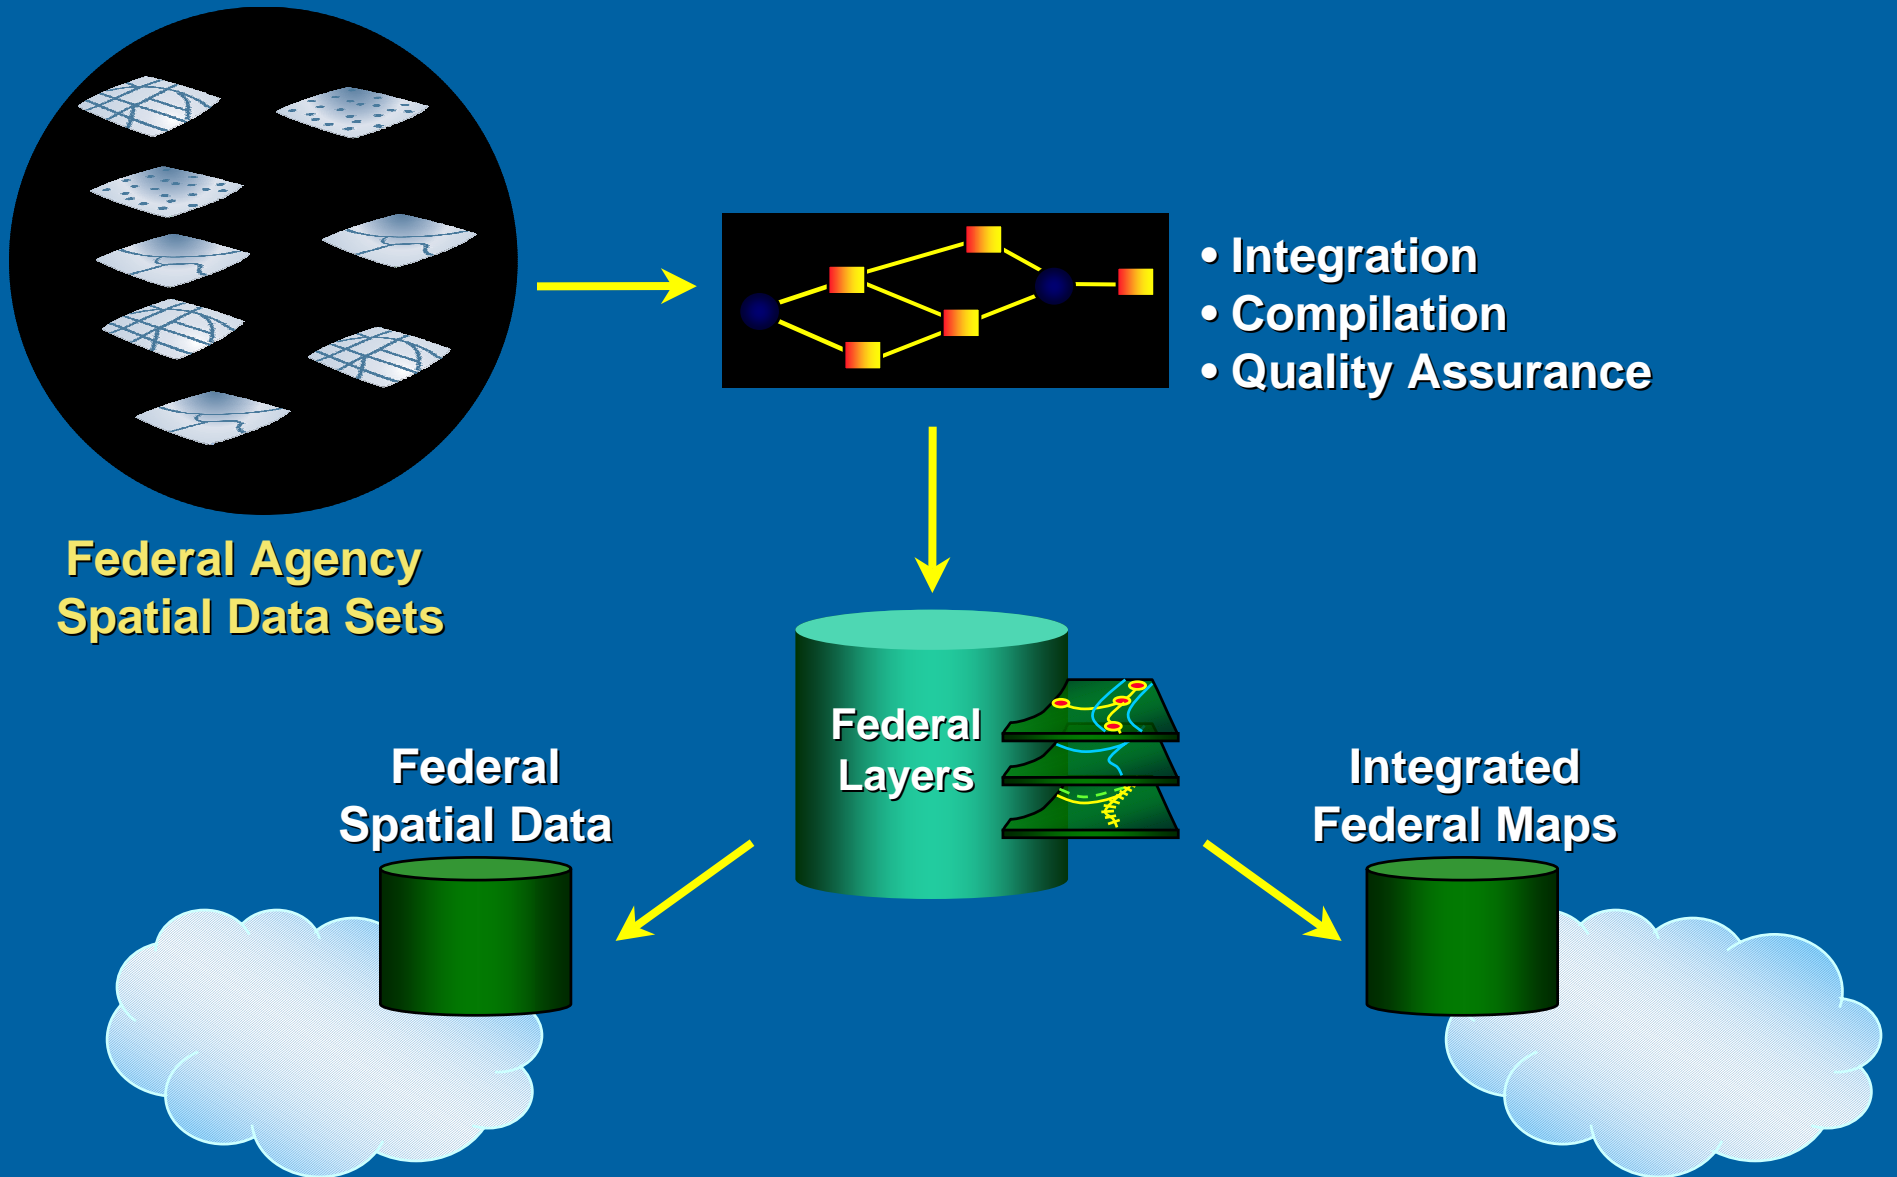 • Integration
• Compilation
• Quality Assurance
Federal Agency
Spatial Data Sets
Federal
Layers
Federal
Spatial Data
Integrated
Federal Maps